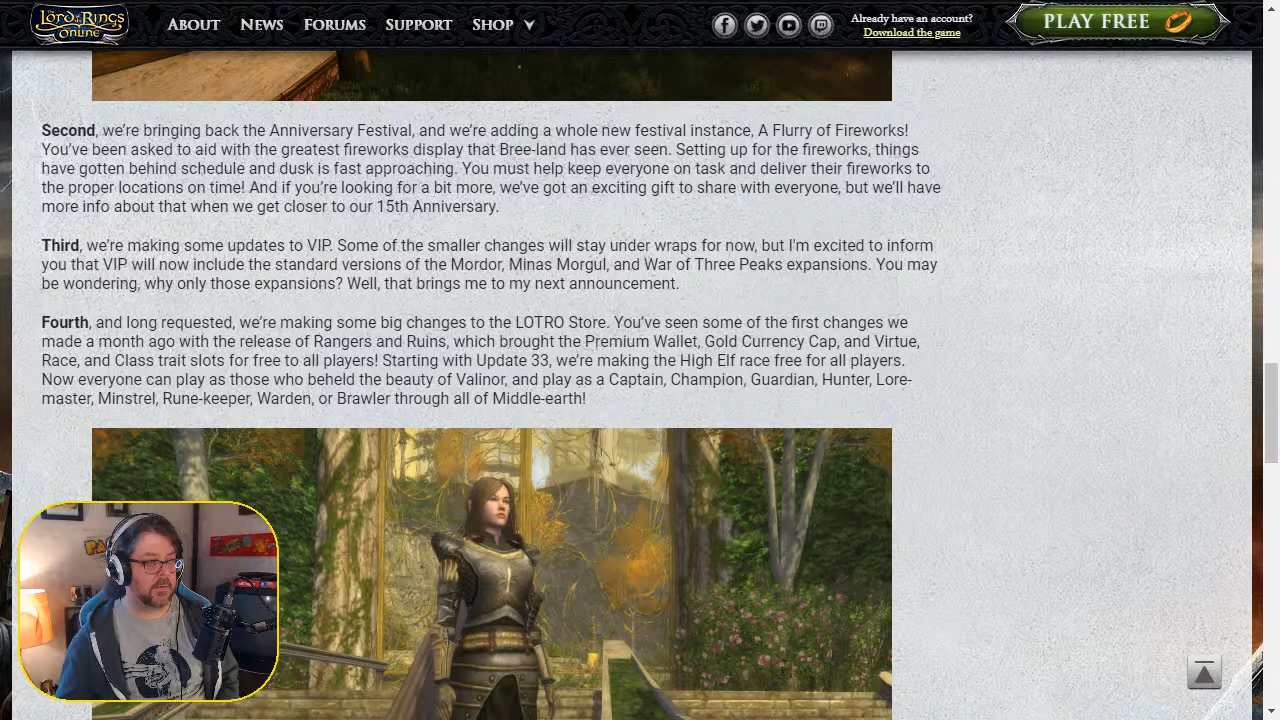 The
Lord of the Rings
Online
ABOUT
NEWS
FORUMS
SUPPORT
SHOP
Already have an account?
Download the game
PLAY FREE
Second, we’re bringing back the Anniversary Festival, and we’re adding a whole new festival instance, A Flurry of Fireworks!
You’ve been asked to aid with the greatest fireworks display that Bree-land has ever seen. Setting up for the fireworks, things
have gotten behind schedule and dusk is fast approaching. You must help keep everyone on task and deliver their fireworks to
the proper locations on time! And if you’re looking for a bit more, we’ve got an exciting gift to share with everyone, but we’ll have
more info about that when we get closer to our 15th Anniversary.
Third, we’re making some updates to VIP. Some of the smaller changes will stay under wraps for now, but I'm excited to inform
you that VIP will now include the standard versions of the Mordor, Minas Morgul, and War of Three Peaks expansions. You may
be wondering, why only those expansions? Well, that brings me to my next announcement.
Fourth, and long requested, we’re making some big changes to the LOTRO Store. You’ve seen some of the first changes we
made a month ago with the release of Rangers and Ruins, which brought the Premium Wallet, Gold Currency Cap, and Virtue,
Race, and Class trait slots for free to all players! Starting with Update 33, we’re making the High Elf race free for all players.
Now everyone can play as those who beheld the beauty of Valinor, and play as a Captain, Champion, Guardian, Hunter, Lore-
master, Minstrel, Rune-keeper, Warden, or Brawler through all of Middle-earth!